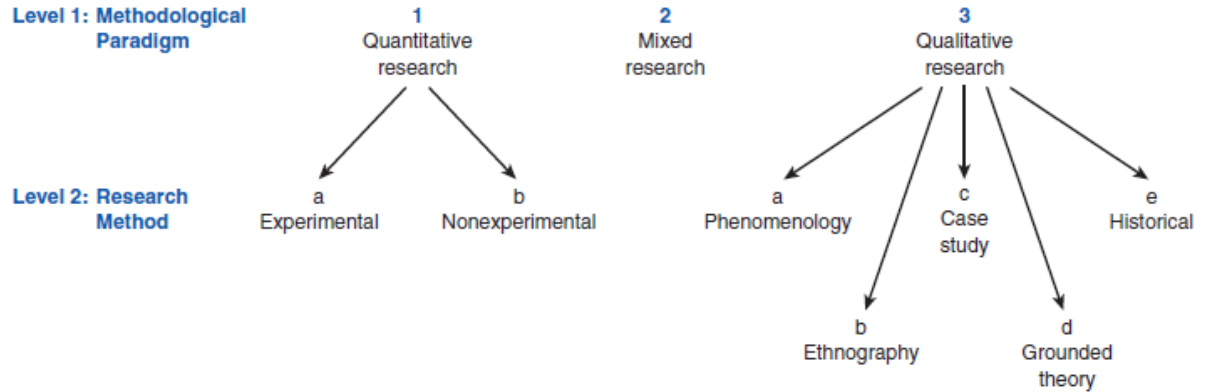 Level 1: Methodological Paradigm
1
Quantitative
research
2
Mixed
research
3
Qualitative
research
Level 2: Research Method
a
Experimental
b
Nonexperimental
a
Phenomenology
b
Ethnography
c
Case
study
d
Grounded
theory
e
Historical